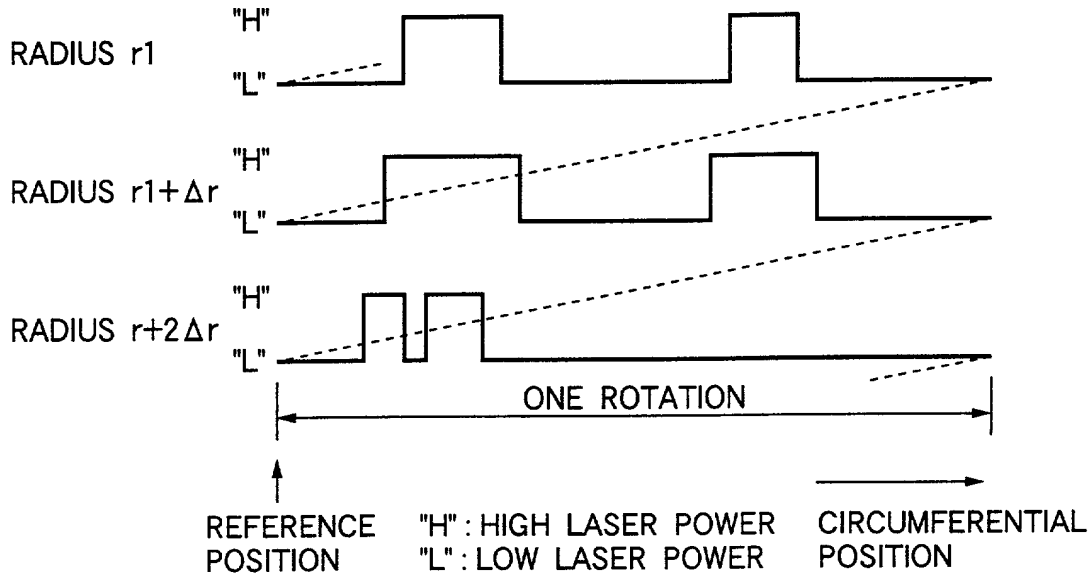 "H"
RADIUS r1
"L"
"H"
RADIUS r1+Δr
"L"
"H"
RADIUS r+2Δr
"L"
ONE ROTATION
REFERENCE POSITION
"H" : HIGH LASER POWER
"L" : LOW LASER POWER
CIRCUMFERENTIAL POSITION